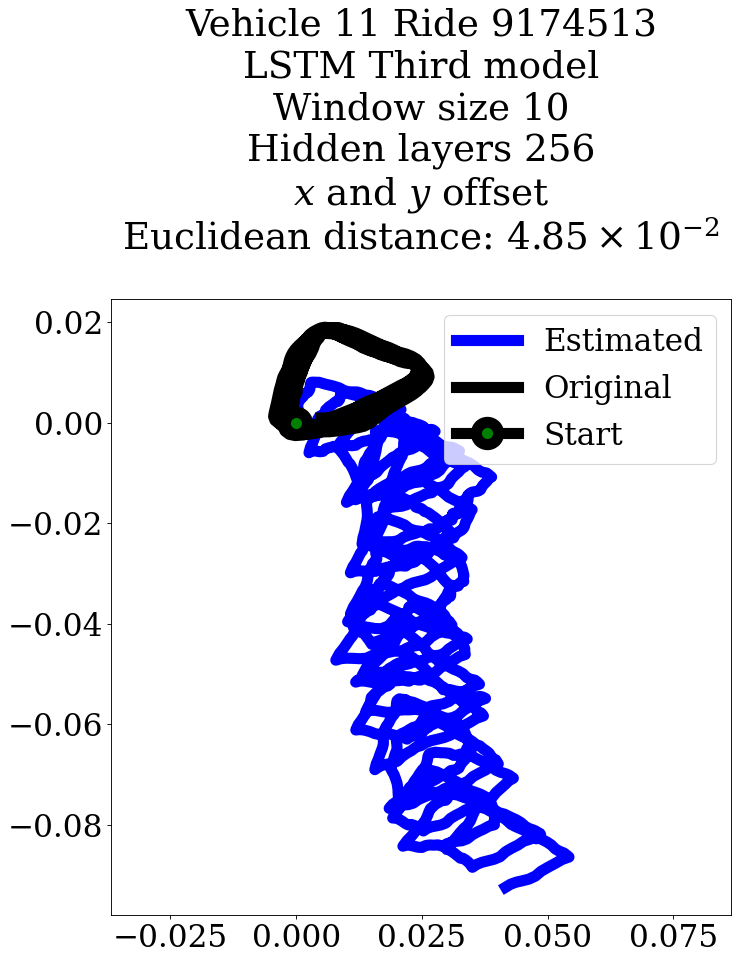 Vehicle 11 Ride 9174513
LSTM Third model
Window size 10
Hidden layers 256
x and y offset
Euclidean distance: 4.85 × 10⁻²
Estimated
Original
Start
0.02
0.00
−0.02
−0.04
−0.06
−0.08
−0.025 0.000 0.025 0.050 0.075